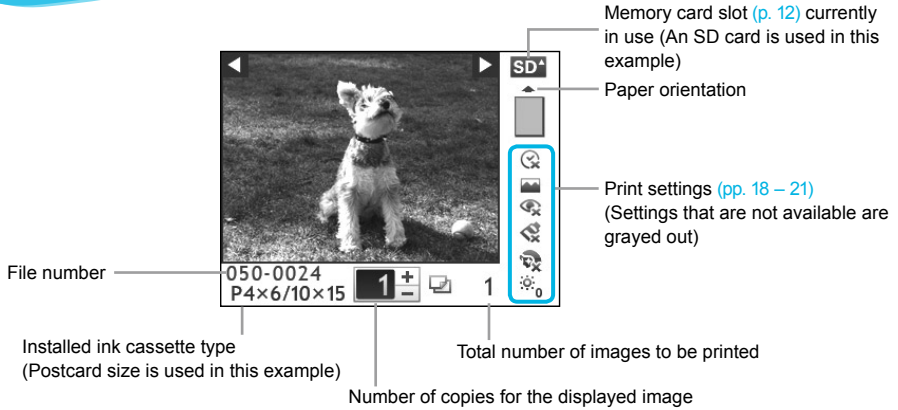 Memory card slot (p. 12) currently
in use (An SD card is used in this
example)
SD
Paper orientation
Print settings (pp. 18 – 21)
(Settings that are not available are
grayed out)
File number
050-0024
P4×6/10×15
1 + −
1
0
Installed ink cassette type
(Postcard size is used in this example)
Total number of images to be printed
Number of copies for the displayed image